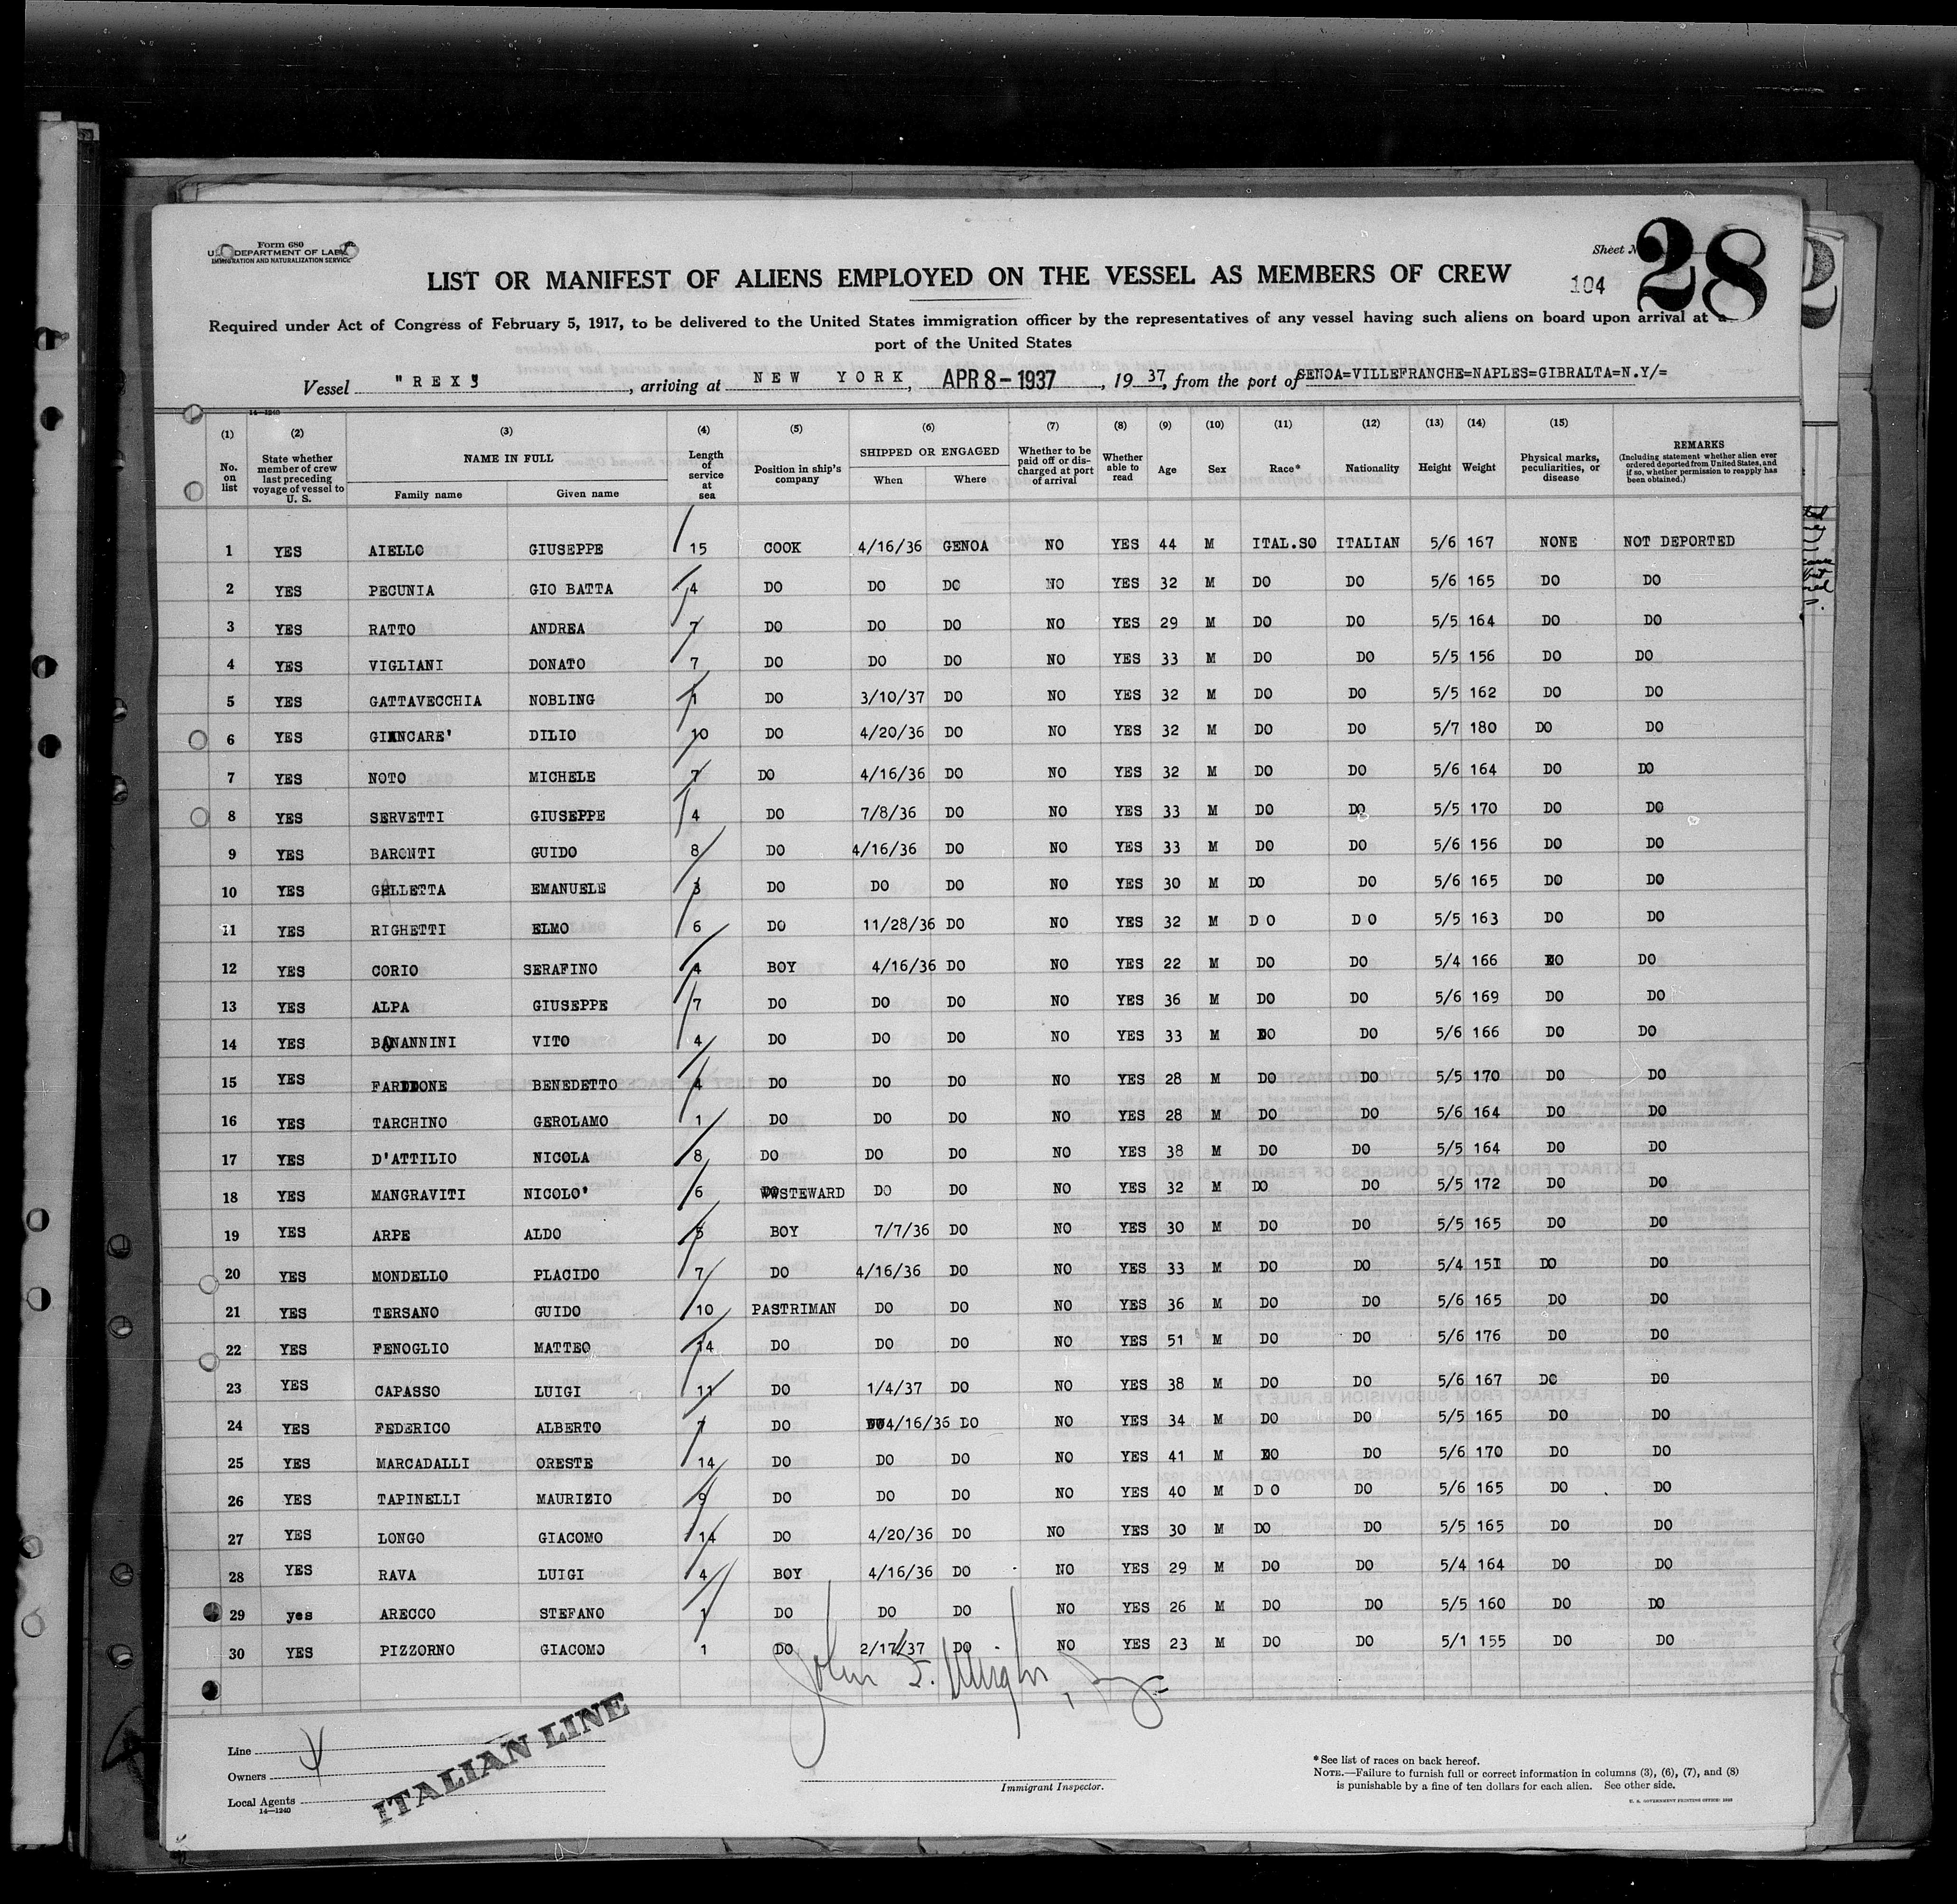 Form 680
U. S. DEPARTMENT OF LABOR
IMMIGRATION AND NATURALIZATION SERVICE
Sheet N
28
104
LIST OR MANIFEST OF ALIENS EMPLOYED ON THE VESSEL AS MEMBERS OF CREW
Required under Act of Congress of February 5, 1917, to be delivered to the United States immigration officer by the representatives of any vessel having such aliens on board upon arrival at a
port of the United States
Vessel "REX", arriving at NEW YORK, APR 8-1937, 19 37, from the port of GENOA=VILLEFRANCHE=NAPLES=GIBRALTA=N.Y/=
14—1240
(1) No. on list (2) State whether member of crew last preceding voyage of vessel to U. S. (3) NAME IN FULL Family name Given name (4) Length of service at sea (5) Position in ship's company (6) SHIPPED OR ENGAGED When Where (7) Whether to be paid off or discharged at port of arrival (8) Whether able to read (9) Age (10) Sex (11) Race* (12) Nationality (13) Height (14) Weight (15) Physical marks, peculiarities, or disease REMARKS (Including statement whether alien ever ordered deported from United States, and if so, whether permission to reapply has been obtained.)
1 YES AIELLO GIUSEPPE 15 COOK 4/16/36 GENOA NO YES 44 M ITAL.SO ITALIAN 5/6 167 NONE NOT DEPORTED
2 YES PECUNIA GIO BATTA 4 DO DO DO NO YES 32 M DO DO 5/6 165 DO DO
3 YES RATTO ANDREA 7 DO DO DO NO YES 29 M DO DO 5/5 164 DO DO
4 YES VIGLIANI DONATO 7 DO DO DO NO YES 33 M DO DO 5/5 156 DO DO
5 YES GATTAVECCHIA NOBLING 1 DO 3/10/37 DO NO YES 32 M DO DO 5/5 162 DO DO
6 YES GIANCARE' DILIO 10 DO 4/20/36 DO NO YES 32 M DO DO 5/7 180 DO DO
7 YES NOTO MICHELE 7 DO 4/16/36 DO NO YES 32 M DO DO 5/6 164 DO DO
8 YES SERVETTI GIUSEPPE 4 DO 7/8/36 DO NO YES 33 M DO DO 5/5 170 DO DO
9 YES BARONTI GUIDO 8 DO 4/16/36 DO NO YES 33 M DO DO 5/6 156 DO DO
10 YES GALLETTA EMANUELE 3 DO DO DO NO YES 30 M DO DO 5/6 165 DO DO
11 YES RIGHETTI ELMO 6 DO 11/28/36 DO NO YES 32 M DO DO 5/5 163 DO DO
12 YES CORIO SERAFINO 4 BOY 4/16/36 DO NO YES 22 M DO DO 5/4 166 DO DO
13 YES ALPA GIUSEPPE 7 DO DO DO NO YES 36 M DO DO 5/6 169 DO DO
14 YES BONANNINI VITO 4 DO DO DO NO YES 33 M DO DO 5/6 166 DO DO
15 YES BENEDETTO 4 DO DO DO NO YES 28 M DO DO 5/5 170 DO DO
16 YES TARCHINO GEROLAMO 1 DO DO DO NO YES 28 M DO DO 5/6 164 DO DO
17 YES D'ATTILIO NICOLA 8 DO DO DO NO YES 38 M DO DO 5/5 164 DO DO
18 YES MANGRAVITI NICOLO' 6 STEWARD DO DO NO YES 32 M DO DO 5/5 172 DO DO
19 YES ARPE ALDO 5 BOY 7/7/36 DO NO YES 30 M DO DO 5/5 165 DO DO
20 YES MONDELLO PLACIDO 7 DO 4/16/36 DO NO YES 33 M DO DO 5/4 151 DO DO
21 YES TERSANO GUIDO 10 PASTRIMAN DO DO NO YES 36 M DO DO 5/6 165 DO DO
22 YES FENOGLIO MATTEO 14 DO DO DO NO YES 51 M DO DO 5/6 176 DO DO
23 YES CAPASSO LUIGI 11 DO 1/4/37 DO NO YES 38 M DO DO 5/6 167 DO DO
24 YES FEDERICO ALBERTO 7 DO 4/16/36 DO NO YES 34 M DO DO 5/5 165 DO DO
25 YES MARCADALLI ORESTE 14 DO DO DO NO YES 41 M DO DO 5/6 170 DO DO
26 YES TAPINELLI MAURIZIO 9 DO DO DO NO YES 40 M DO DO 5/6 165 DO DO
27 YES LONGO GIACOMO 14 DO 4/20/36 DO NO YES 30 M DO DO 5/5 165 DO DO
28 YES RAVA LUIGI 4 BOY 4/16/36 DO NO YES 29 M DO DO 5/4 164 DO DO
29 yes ARECCO STEFANO 1 DO DO DO NO YES 26 M DO DO 5/5 160 DO DO
30 YES PIZZORNO GIACOMO 1 DO 2/17/37 DO NO YES 23 M DO DO 5/1 155 DO DO
John
Line
Owners
Local Agents
14—1240
ITALIAN LINE
Immigrant Inspector.
*See list of races on back hereof.
NOTE.—Failure to furnish full or correct information in columns (3), (6), (7), and (8)
is punishable by a fine of ten dollars for each alien. See other side.
U. S. GOVERNMENT PRINTING OFFICE: